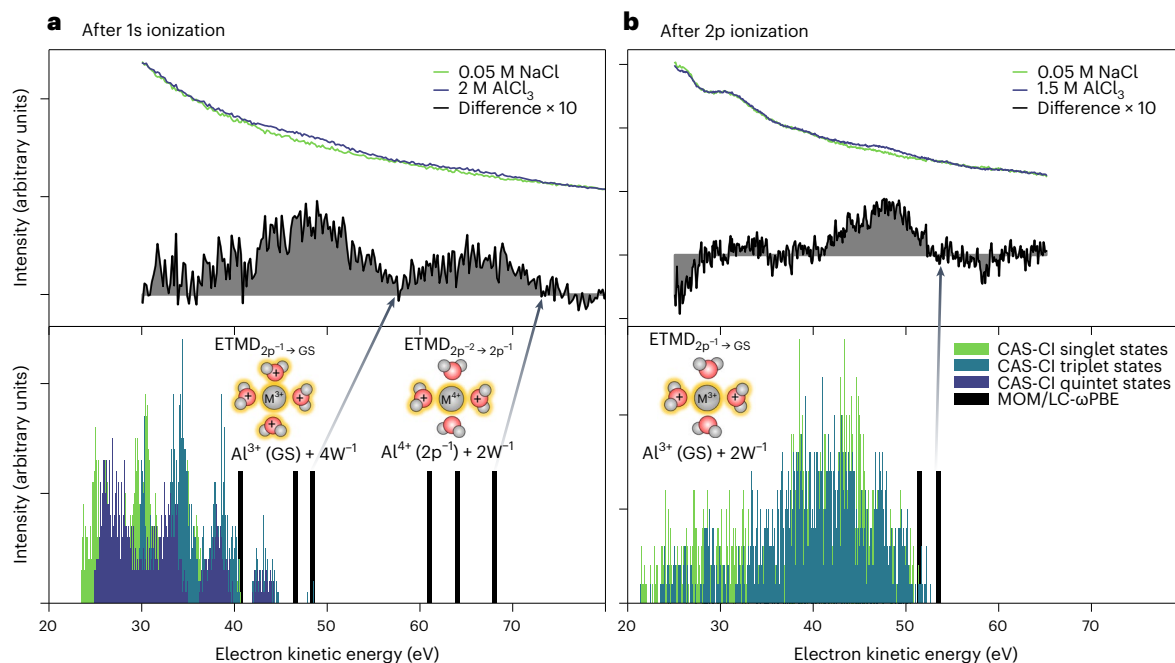 a After 1s ionization
Intensity (arbitrary units)
0.05 M NaCl
2 M AlCl₃
Difference × 10
Intensity (arbitrary units)
ETMD₂ₚ⁻¹ → GS
+
+ M³⁺ +
+
Al³⁺ (GS) + 4W⁻¹
ETMD₂ₚ⁻² → ₂ₚ⁻¹
+ M⁴⁺ +
Al⁴⁺ (2p⁻¹) + 2W⁻¹
20 30 40 50 60 70
Electron kinetic energy (eV)
b After 2p ionization
0.05 M NaCl
1.5 M AlCl₃
Difference × 10
ETMD₂ₚ⁻¹ → GS
+ M³⁺ +
Al³⁺ (GS) + 2W⁻¹
CAS-CI singlet states
CAS-CI triplet states
CAS-CI quintet states
MOM/LC-ωPBE
20 30 40 50 60 70
Electron kinetic energy (eV)